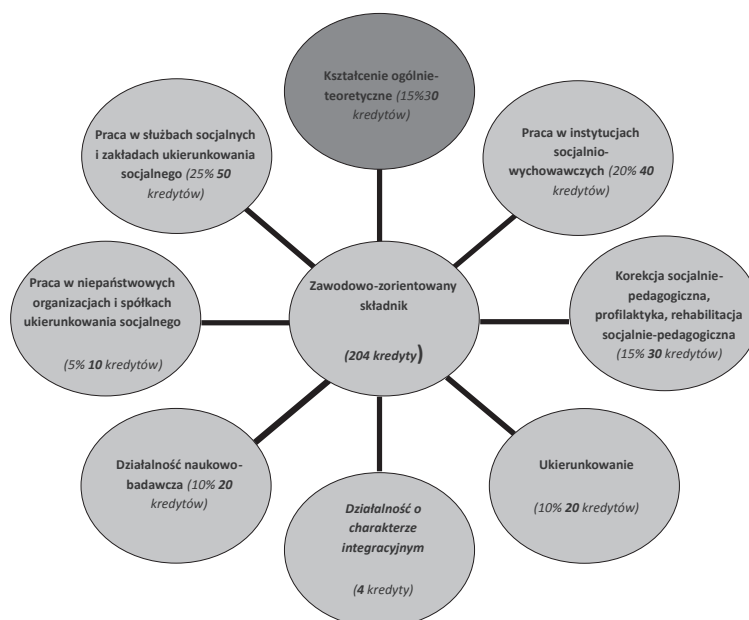 Kształcenie ogólnie-
teoretyczne (15%30
kredytów)
Praca w służbach socjalnych
i zakładach ukierunkowania
socjalnego (25% 50
kredytów)
Praca w instytucjach
socjalnio-
wychowawczych (20% 40
kredytów)
Praca w niepaństwowych
organizacjach i spółkach
ukierunkowania socjalnego
(5% 10 kredytów)
Zawodowo-zorientowany
składnik
(204 kredyty)
Korekcja socjalnie-
pedagogiczna,
profilaktyka, rehabilitacja
socjalnie-pedagogiczna
(15% 30 kredytów)
Działalność naukowo-
badawcza (10% 20
kredytów)
Działalność o
charakterze
integracyjnym
(4 kredyty)
Ukierunkowanie
(10% 20 kredytów)